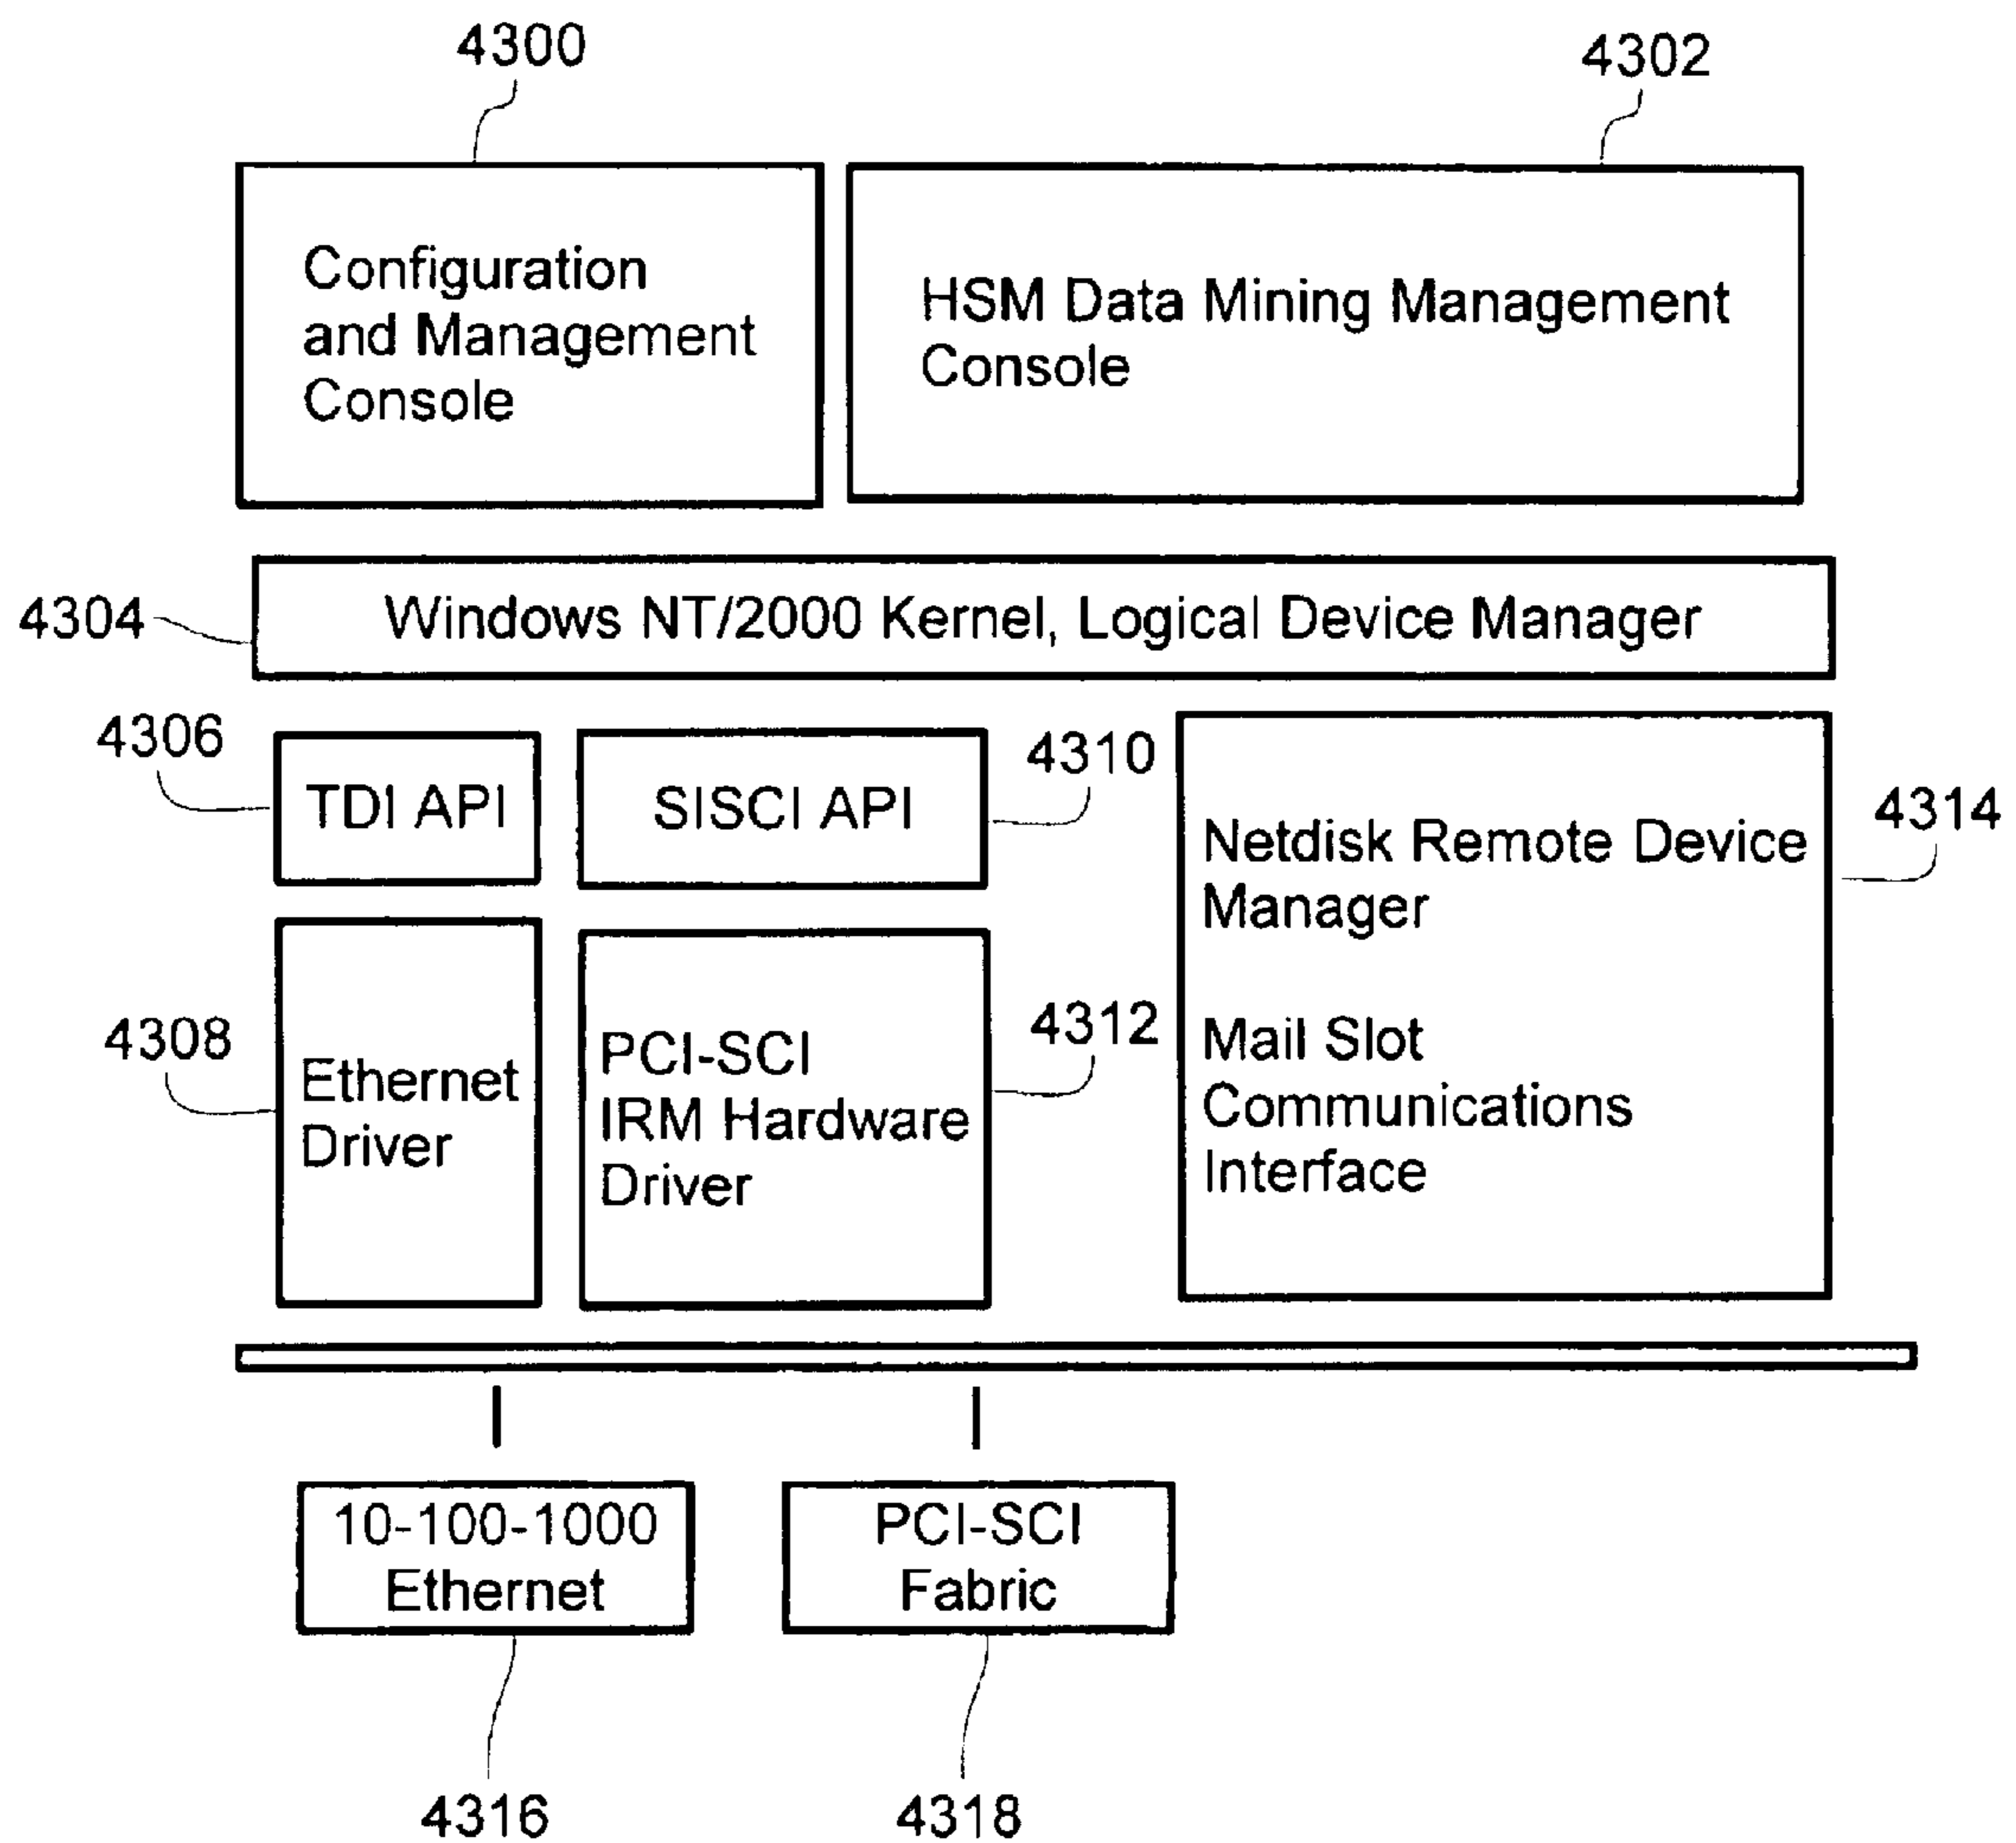 4300
4302
Configuration
and Management
Console
HSM Data Mining Management
Console
4304
Windows NT/2000 Kernel, Logical Device Manager
4306
TDI API
SISCI API
4310
Netdisk Remote Device
Manager
4314
Mail Slot
Communications
Interface
4308
Ethernet
Driver
PCI-SCI
IRM Hardware
Driver
4312
10-100-1000
Ethernet
PCI-SCI
Fabric
4316
4318